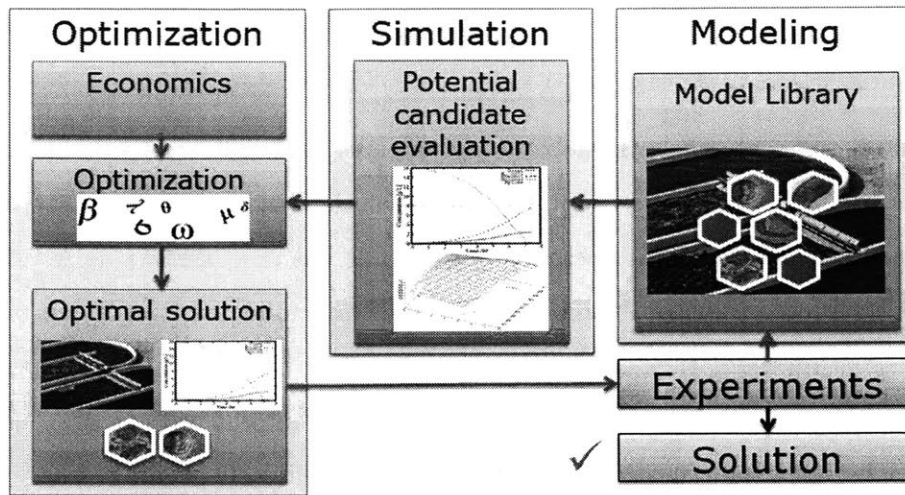 Optimization
Economics
Optimization
β τ θ σ ω μ δ
Optimal solution
Simulation
Potential
candidate
evaluation
Modeling
Model Library
Experiments
✓ Solution